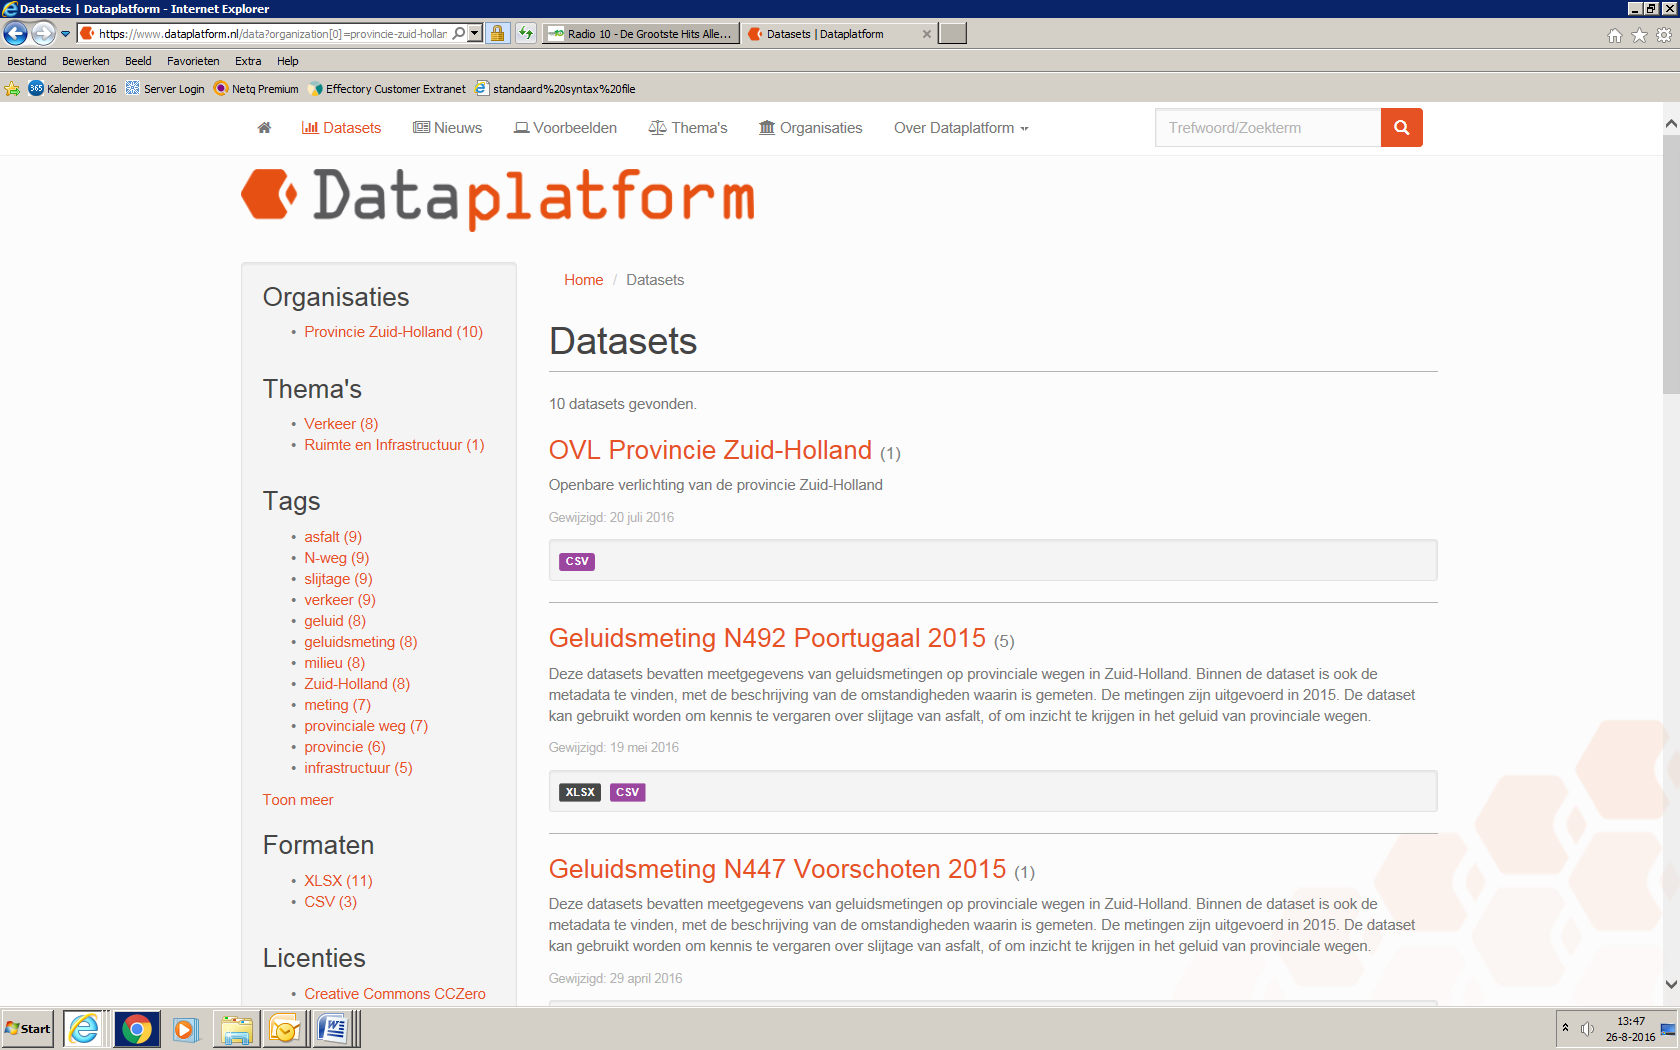 Datasets | Dataplatform - Internet Explorer
https://www.dataplatform.nl/data?organization[0]=provincie-zuid-hollar
Radio 10 - De Grootste Hits Alle...
Datasets | Dataplatform
Bestand Bewerken Beeld Favorieten Extra Help
365 Kalender 2016 Server Login Netq Premium Effectory Customer Extranet standaard%20syntax%20file
Datasets Nieuws Voorbeelden Thema's Organisaties Over Dataplatform Trefwoord/Zoekterm
Dataplatform
Organisaties
• Provincie Zuid-Holland (10)
Thema's
• Verkeer (8)
• Ruimte en Infrastructuur (1)
Tags
• asfalt (9)
• N-weg (9)
• slijtage (9)
• verkeer (9)
• geluid (8)
• geluidsmeting (8)
• milieu (8)
• Zuid-Holland (8)
• meting (7)
• provinciale weg (7)
• provincie (6)
• infrastructuur (5)
Toon meer
Formaten
• XLSX (11)
• CSV (3)
Licenties
• Creative Commons CCZero
Home / Datasets
Datasets
10 datasets gevonden.
OVL Provincie Zuid-Holland (1)
Openbare verlichting van de provincie Zuid-Holland
Gewijzigd: 20 juli 2016
CSV
Geluidsmeting N492 Poortugaal 2015 (5)
Deze datasets bevatten meetgegevens van geluidsmetingen op provinciale wegen in Zuid-Holland. Binnen de dataset is ook de
metadata te vinden, met de beschrijving van de omstandigheden waarin is gemeten. De metingen zijn uitgevoerd in 2015. De dataset
kan gebruikt worden om kennis te vergaren over slijtage van asfalt, of om inzicht te krijgen in het geluid van provinciale wegen.
Gewijzigd: 19 mei 2016
XLSX CSV
Geluidsmeting N447 Voorschoten 2015 (1)
Deze datasets bevatten meetgegevens van geluidsmetingen op provinciale wegen in Zuid-Holland. Binnen de dataset is ook de
metadata te vinden, met de beschrijving van de omstandigheden waarin is gemeten. De metingen zijn uitgevoerd in 2015. De dataset
kan gebruikt worden om kennis te vergaren over slijtage van asfalt, of om inzicht te krijgen in het geluid van provinciale wegen.
Gewijzigd: 29 april 2016
Start
13:47
26-8-2016